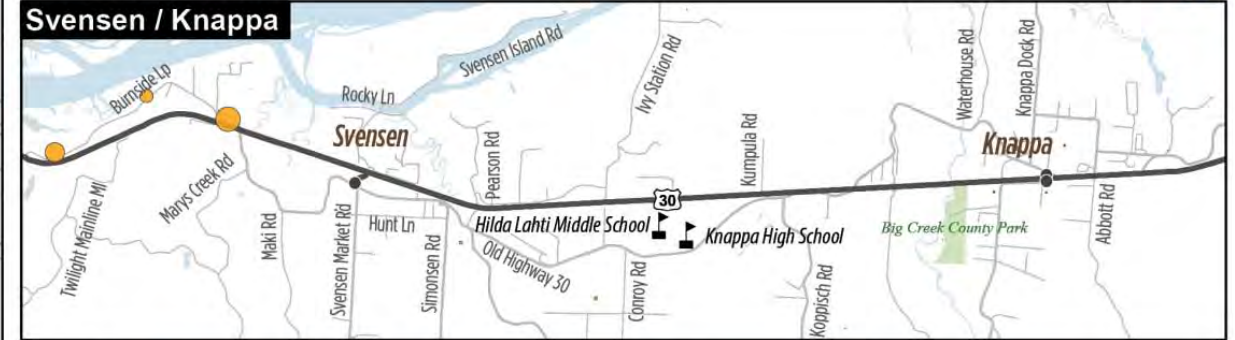 Svensen / Knappa
Burnside Lp
Rocky Ln
Svensen Island Rd
Ivy Station Rd
Waterhouse Rd
Knappa Dock Rd
Svensen
Knappa
Pearson Rd
Kumpula Rd
Marys Creek Rd
Twilight Mainline Ml
Maki Rd
Svensen Market Rd
Hunt Ln
Simonsen Rd
Old Highway 30
30
Hilda Lahti Middle School
Knappa High School
Big Creek County Park
Abbott Rd
Conroy Rd
Koppisch Rd